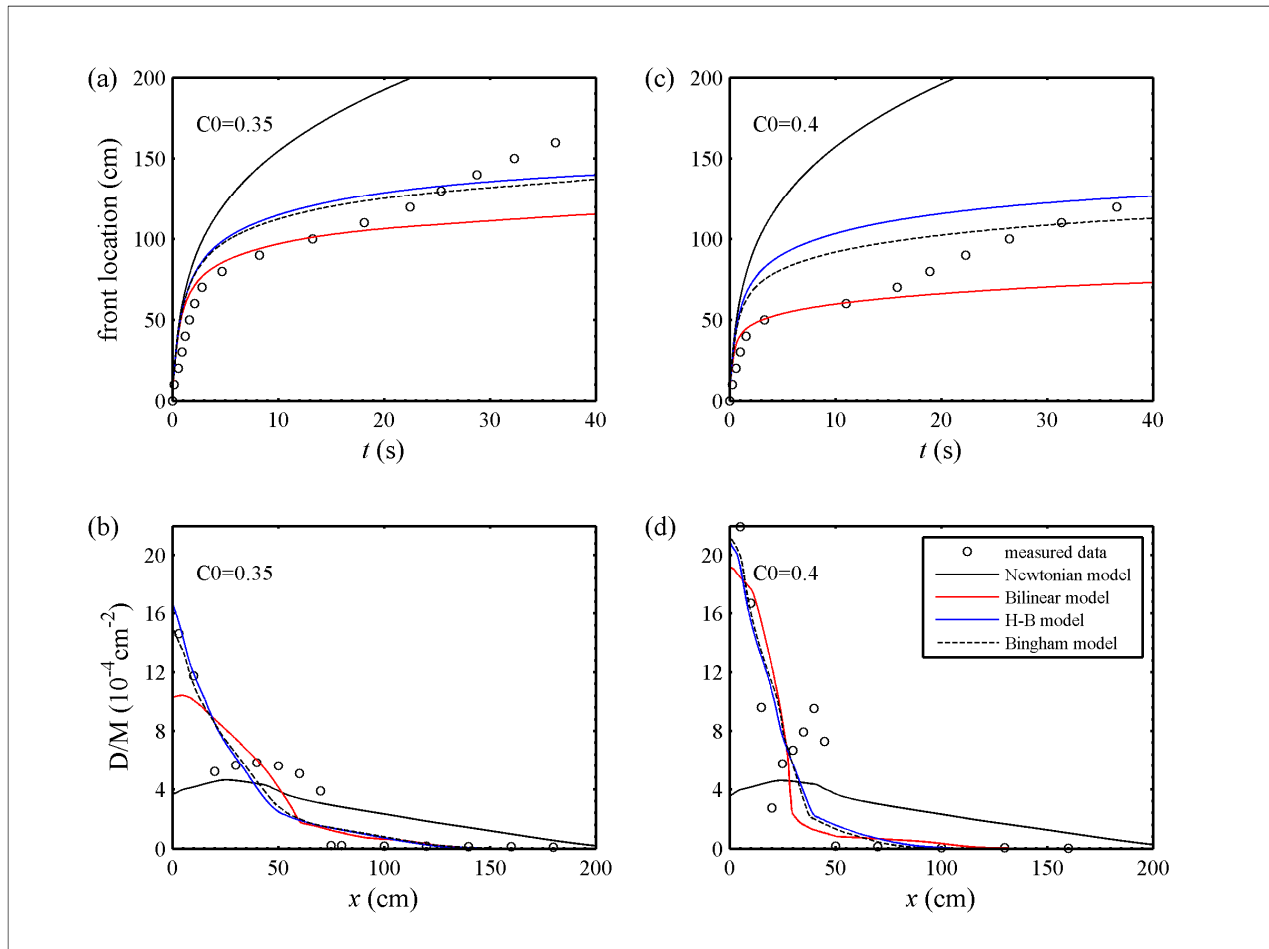 (a)
C0=0.35
front location (cm)
200
150
100
50
0
0 10 20 30 40
t (s)
(c)
C0=0.4
200
150
100
50
0
0 10 20 30 40
t (s)
(b)
C0=0.35
D/M (10⁻⁴cm⁻²)
20
16
12
8
4
0
0 50 100 150 200
x (cm)
(d)
C0=0.4
20
16
12
8
4
0
0 50 100 150 200
x (cm)
measured data
Newtonian model
Bilinear model
H-B model
Bingham model